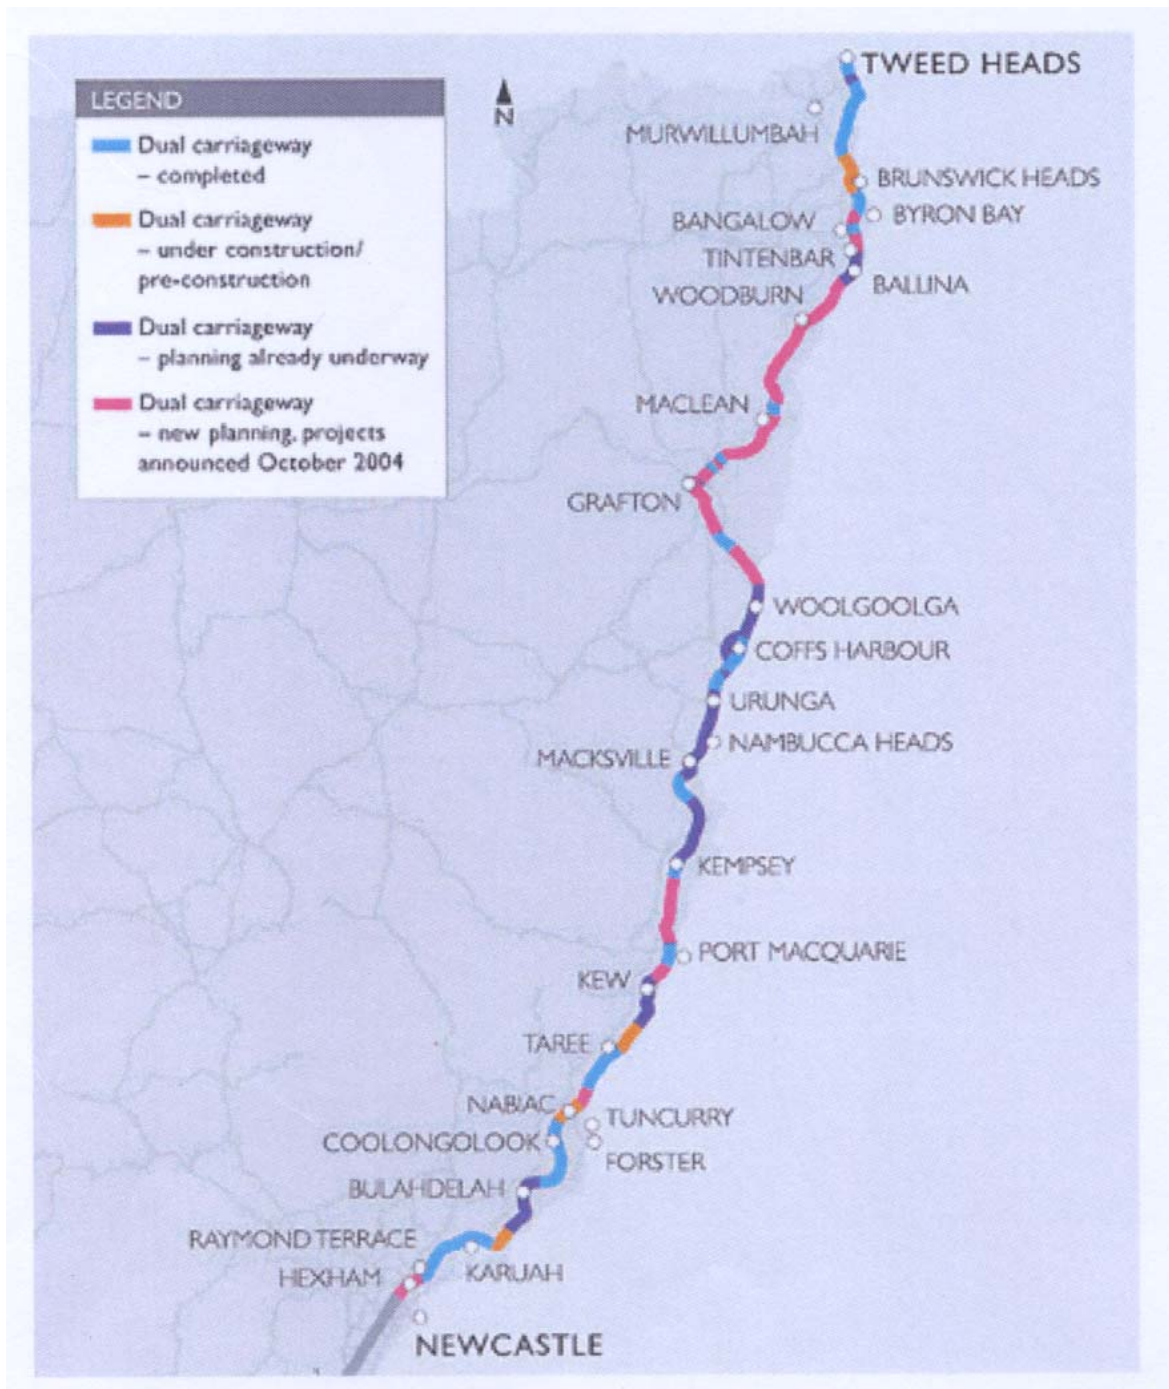 TWEED HEADS
LEGEND
N
Dual carriageway
– completed
Dual carriageway
– under construction/
pre-construction
Dual carriageway
– planning already underway
Dual carriageway
– new planning, projects
announced October 2004
MURWILLUMBAH
BRUNSWICK HEADS
BYRON BAY
BANGALOW
TINTENBAR
BALLINA
WOODBURN
MACLEAN
GRAFTON
WOOLGOOLGA
COFFS HARBOUR
URUNGA
NAMBUCCA HEADS
MACKSVILLE
KEMPSEY
PORT MACQUARIE
KEW
TAREE
NABIAC
TUNCURRY
COOLONGOLOOK
FORSTER
BULAHDELAH
RAYMOND TERRACE
KARUAH
HEXHAM
NEWCASTLE